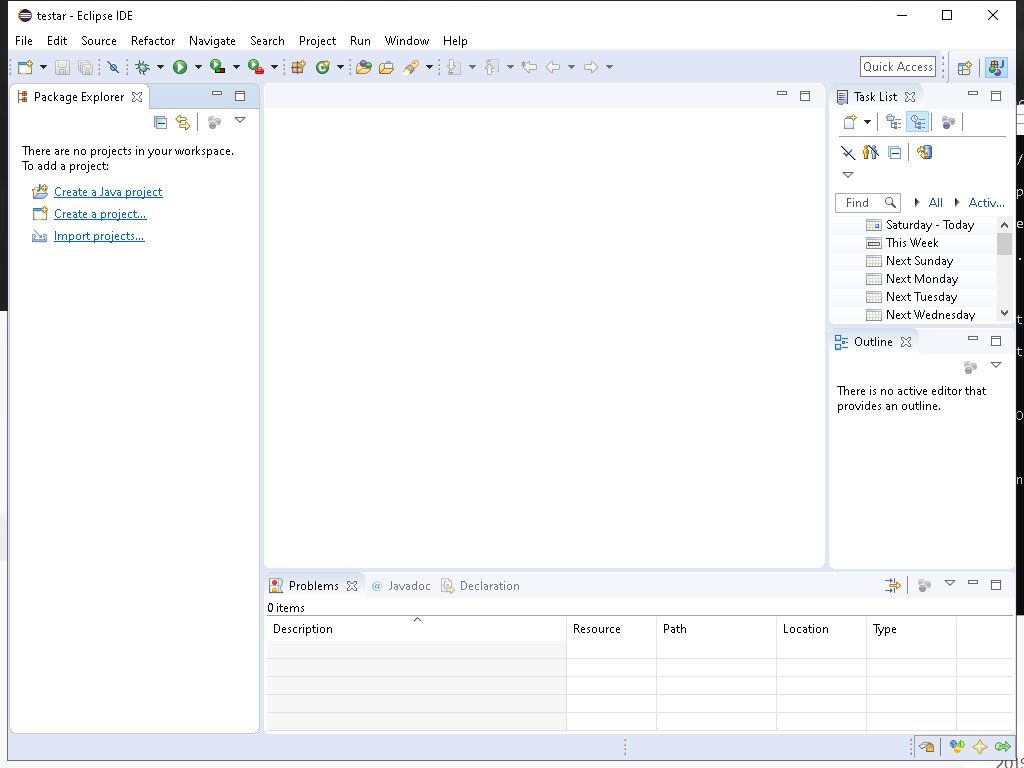 testar - Eclipse IDE
File Edit Source Refactor Navigate Search Project Run Window Help
Quick Access
Package Explorer
There are no projects in your workspace.
To add a project:
Create a Java project
Create a project...
Import projects...
Task List
Find All Activ...
Saturday - Today
This Week
Next Sunday
Next Monday
Next Tuesday
Next Wednesday
Outline
There is no active editor that
provides an outline.
Problems @ Javadoc Declaration
0 items
Description Resource Path Location Type